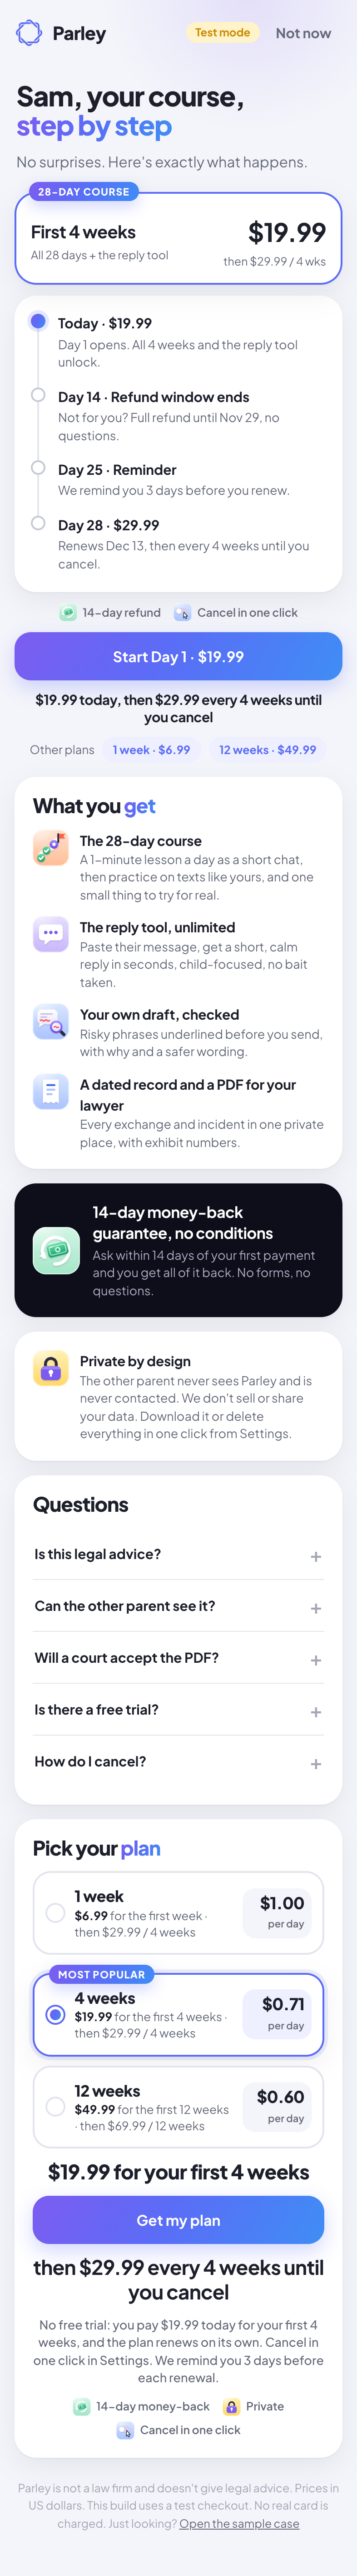 Parley
Test mode
Not now
Sam, your course,
step by step
No surprises. Here's exactly what happens.
28-DAY COURSE
First 4 weeks
$19.99
All 28 days + the reply tool
then $29.99 / 4 wks
Today · $19.99
Day 1 opens. All 4 weeks and the reply tool
unlock.
Day 14 · Refund window ends
Not for you? Full refund until Nov 29, no
questions.
Day 25 · Reminder
We remind you 3 days before you renew.
Day 28 · $29.99
Renews Dec 13, then every 4 weeks until you
cancel.
14-day refund
Cancel in one click
Start Day 1 · $19.99
$19.99 today, then $29.99 every 4 weeks until
you cancel
Other plans
1 week · $6.99
12 weeks · $49.99
What you get
The 28-day course
A 1-minute lesson a day as a short chat,
then practice on texts like yours, and one
small thing to try for real.
The reply tool, unlimited
Paste their message, get a short, calm
reply in seconds, child-focused, no bait
taken.
Your own draft, checked
Risky phrases underlined before you send,
with why and a safer wording.
A dated record and a PDF for your
lawyer
Every exchange and incident in one private
place, with exhibit numbers.
14-day money-back
guarantee, no conditions
Ask within 14 days of your first payment
and you get all of it back. No forms, no
questions.
Private by design
The other parent never sees Parley and is
never contacted. We don't sell or share
your data. Download it or delete
everything in one click from Settings.
Questions
Is this legal advice?
+
Can the other parent see it?
+
Will a court accept the PDF?
+
Is there a free trial?
+
How do I cancel?
+
Pick your plan
1 week
$6.99 for the first week ·
then $29.99 / 4 weeks
$1.00
per day
MOST POPULAR
4 weeks
$19.99 for the first 4 weeks ·
then $29.99 / 4 weeks
$0.71
per day
12 weeks
$49.99 for the first 12 weeks
· then $69.99 / 12 weeks
$0.60
per day
$19.99 for your first 4 weeks
Get my plan
then $29.99 every 4 weeks until
you cancel
No free trial: you pay $19.99 today for your first 4
weeks, and the plan renews on its own. Cancel in
one click in Settings. We remind you 3 days before
each renewal.
14-day money-back
Private
Cancel in one click
Parley is not a law firm and doesn't give legal advice. Prices in
US dollars. This build uses a test checkout. No real card is
charged. Just looking? Open the sample case